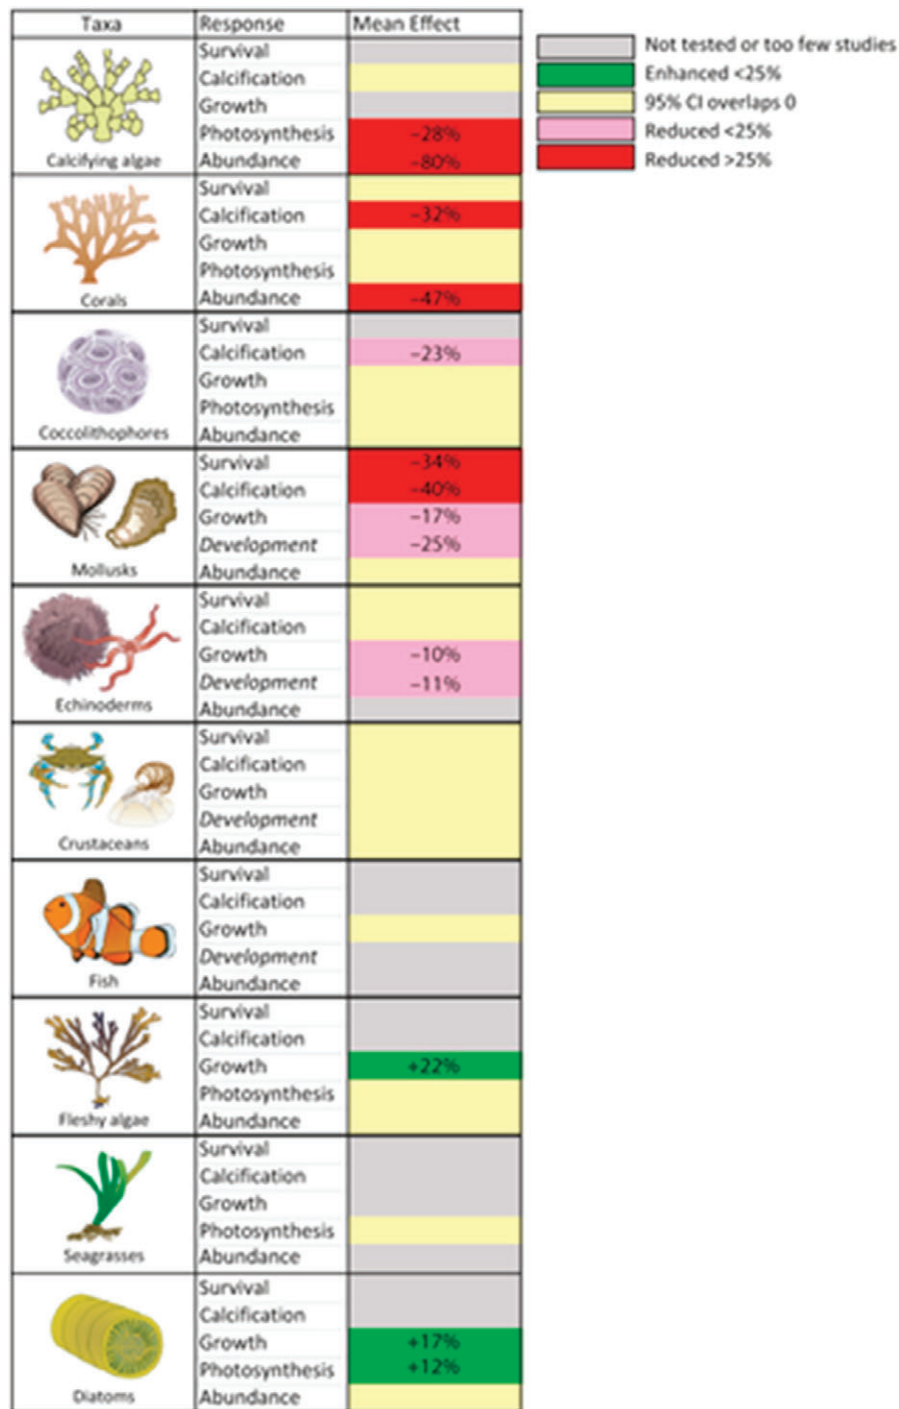 Taxa Response Mean Effect
Survival
Calcification
Growth
Photosynthesis −28%
Calcifying algae Abundance −80%
Survival
Calcification −32%
Growth
Photosynthesis
Corals Abundance −47%
Survival
Calcification −23%
Growth
Photosynthesis
Coccolithophores Abundance
Survival −34%
Calcification −40%
Growth −17%
Development −25%
Mollusks Abundance
Survival
Calcification
Growth −10%
Development −11%
Echinoderms Abundance
Survival
Calcification
Growth
Development
Crustaceans Abundance
Survival
Calcification
Growth
Development
Fish Abundance
Survival
Calcification
Growth +22%
Photosynthesis
Fleshy algae Abundance
Survival
Calcification
Growth
Photosynthesis
Seagrasses Abundance
Survival
Calcification
Growth +17%
Photosynthesis +12%
Diatoms Abundance
Not tested or too few studies
Enhanced <25%
95% CI overlaps 0
Reduced <25%
Reduced >25%